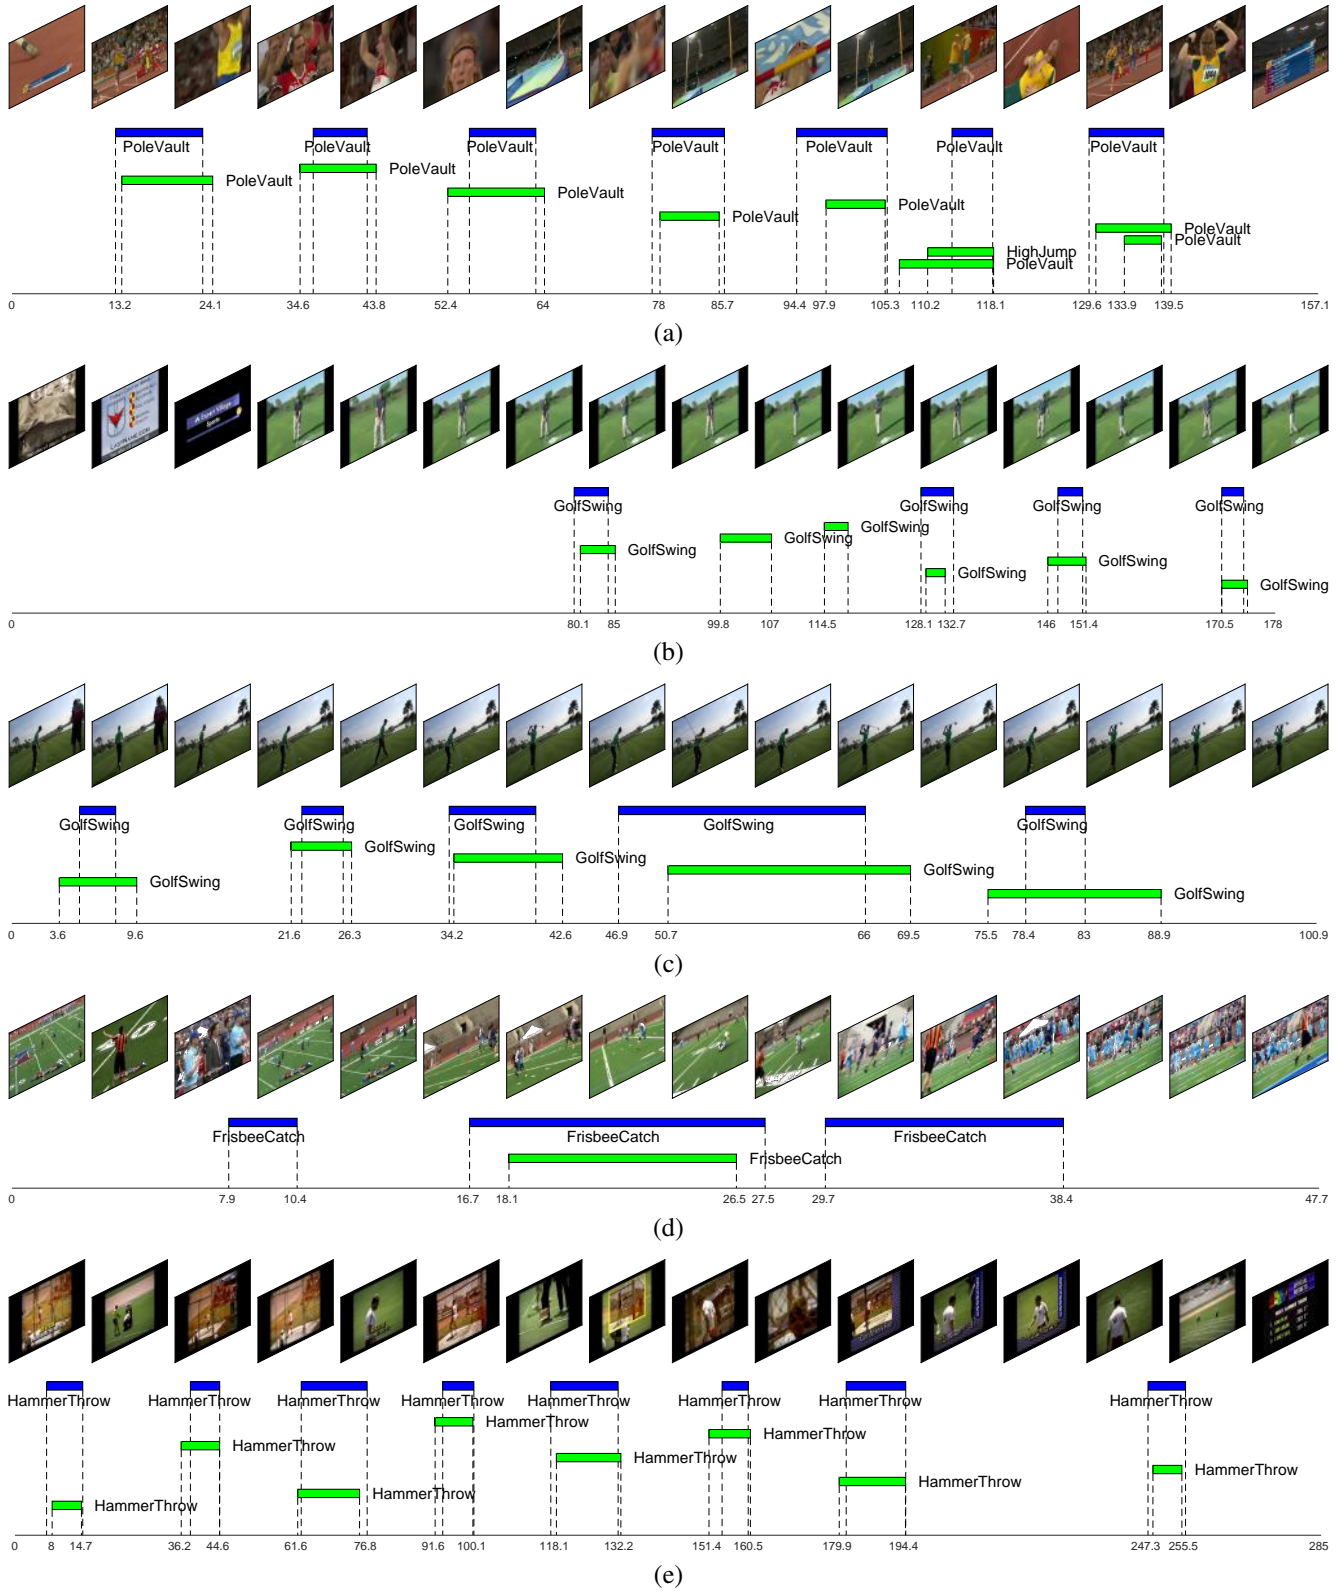 PoleVault PoleVault PoleVault PoleVault PoleVault PoleVault PoleVault
PoleVault
PoleVault
PoleVault
PoleVault
PoleVault
PoleVault
PoleVault
HighJump
PoleVault
0 13.2 24.1 34.6 43.8 52.4 64 78 85.7 94.4 97.9 105.3 110.2 118.1 129.6 133.9 139.5 157.1
(a)
GolfSwing GolfSwing GolfSwing GolfSwing
GolfSwing
GolfSwing
GolfSwing
GolfSwing
GolfSwing
GolfSwing
0 80.1 85 99.8 107 114.5 128.1 132.7 146 151.4 170.5 178
(b)
GolfSwing GolfSwing GolfSwing GolfSwing GolfSwing
GolfSwing
GolfSwing
GolfSwing
GolfSwing
GolfSwing
0 3.6 9.6 21.6 26.3 34.2 42.6 46.9 50.7 66 69.5 75.5 78.4 83 88.9 100.9
(c)
FrisbeeCatch FrisbeeCatch FrisbeeCatch
FrisbeeCatch
0 7.9 10.4 16.7 18.1 26.5 27.5 29.7 38.4 47.7
(d)
HammerThrow HammerThrow HammerThrow HammerThrow HammerThrow HammerThrow HammerThrow HammerThrow
HammerThrow
HammerThrow
HammerThrow
HammerThrow
HammerThrow
HammerThrow
HammerThrow
HammerThrow
0 8 14.7 36.2 44.6 61.6 76.8 91.6 100.1 118.1 132.2 151.4 160.5 179.9 194.4 247.3 255.5 285
(e)